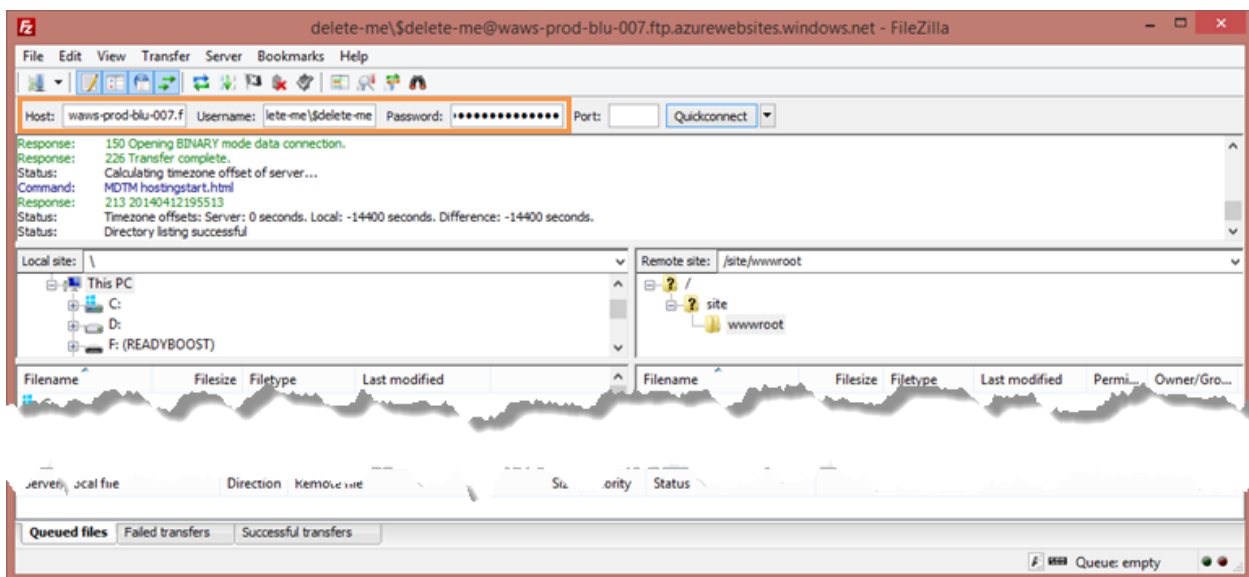 Fz
delete-me\$delete-me@waws-prod-blu-007.ftp.azurewebsites.windows.net - FileZilla
File Edit View Transfer Server Bookmarks Help
Host: waws-prod-blu-007.f Username: lete-me\$delete-me Password: Port: Quickconnect
Response: 150 Opening BINARY mode data connection.
Response: 226 Transfer complete.
Status: Calculating timezone offset of server...
Command: MDTM hostingstart.html
Response: 213 20140412195513
Status: Timezone offsets: Server: 0 seconds. Local: -14400 seconds. Difference: -14400 seconds.
Status: Directory listing successful
Local site: \
This PC
C:
D:
F: (READYBOOST)
Remote site: /site/wwwroot
/
site
wwwroot
Filename Filesize Filetype Last modified
Filename Filesize Filetype Last modified Permi... Owner/Gro...
Direction Remote file Status
Queued files Failed transfers Successful transfers
Queue: empty